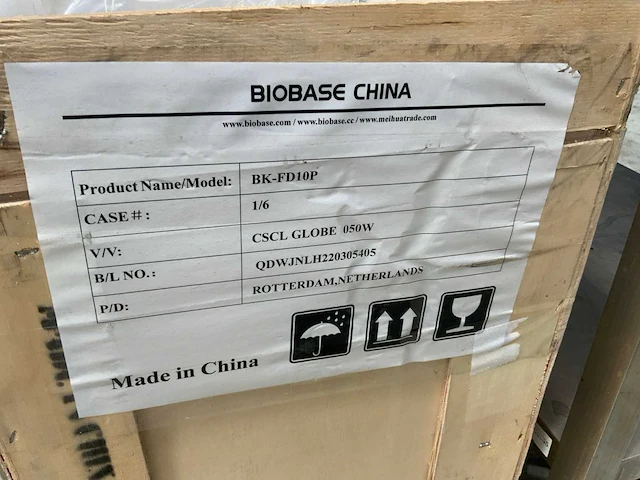 BIOBASE CHINA
www.biobase.com / www.biobase.cc / www.meihuatrade.com
Product Name/Model: BK-FD10P
CASE#: 1/6
V/V: CSCL GLOBE 050W
B/L NO.: QDWJNLH220305405
P/D: ROTTERDAM,NETHERLANDS
Made in China